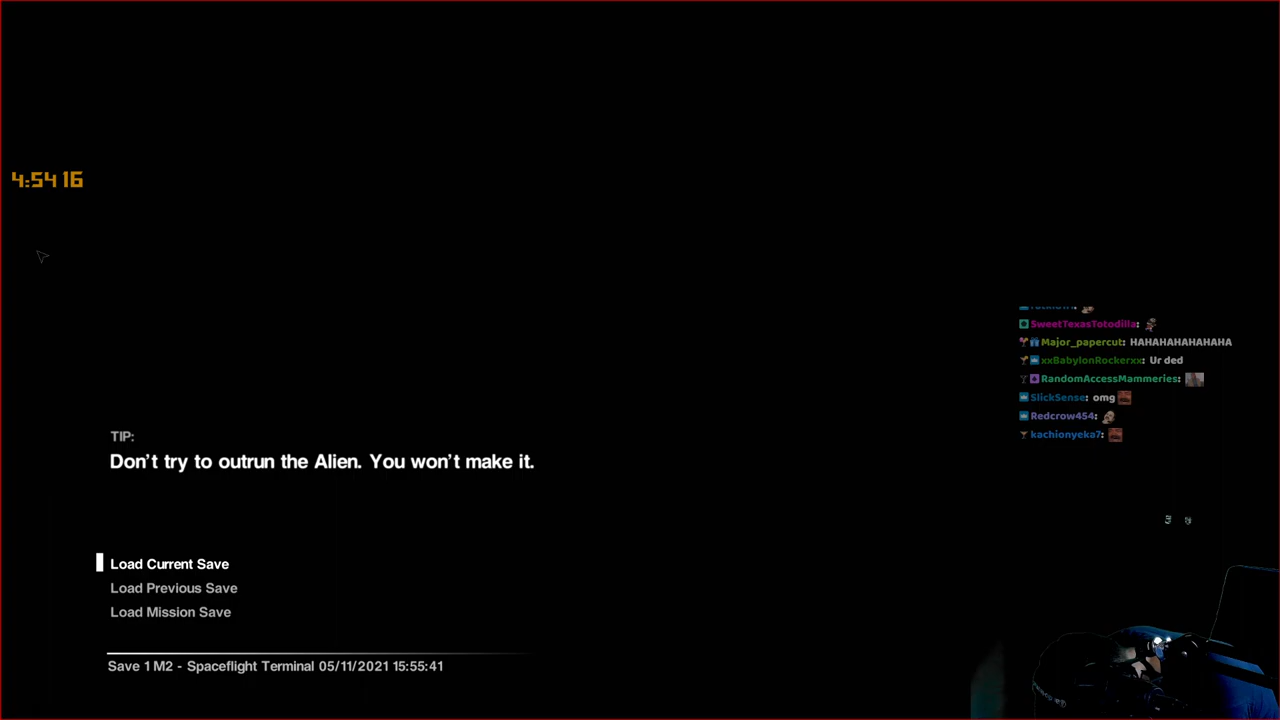 4:54 16
SweetTexasTotodilla:
Major_papercut: HAHAHAHAHAHAHA
xxBabylonRockerxx: Ur ded
RandomAccessMammeries:
SlickSense: omg
Redcrow454:
kachionyeka7:
TIP:
Don't try to outrun the Alien. You won't make it.
Load Current Save
Load Previous Save
Load Mission Save
Save 1 M2 - Spaceflight Terminal 05/11/2021 15:55:41